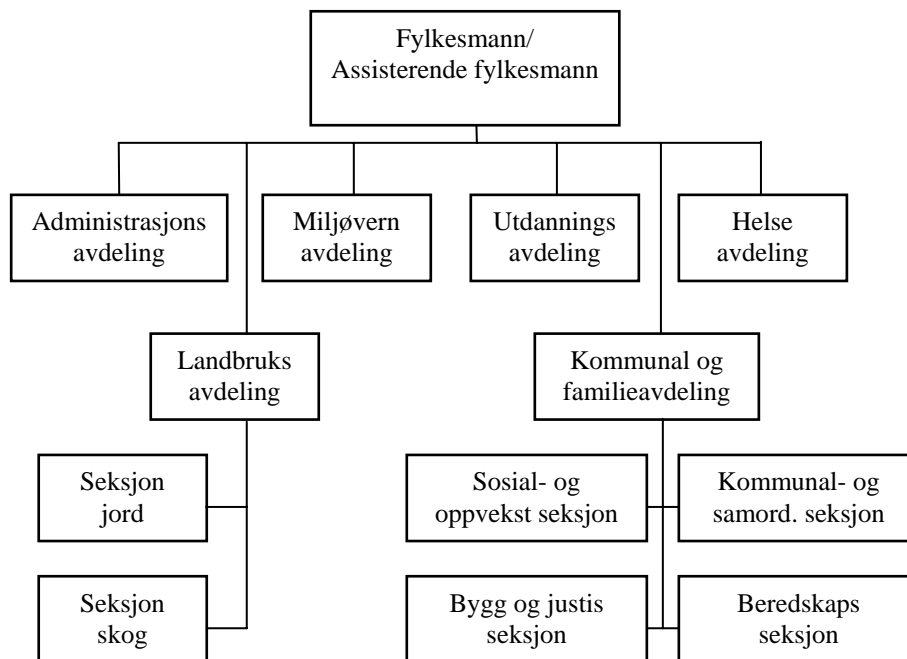 Fylkesmann/
Assisterende fylkesmann
Administrasjons
avdeling
Miljøvern
avdeling
Utdannings
avdeling
Helse
avdeling
Landbruks
avdeling
Kommunal og
familieavdeling
Seksjon
jord
Sosial- og
oppvekst seksjon
Kommunal- og
samord. seksjon
Seksjon
skog
Bygg og justis
seksjon
Beredskaps
seksjon